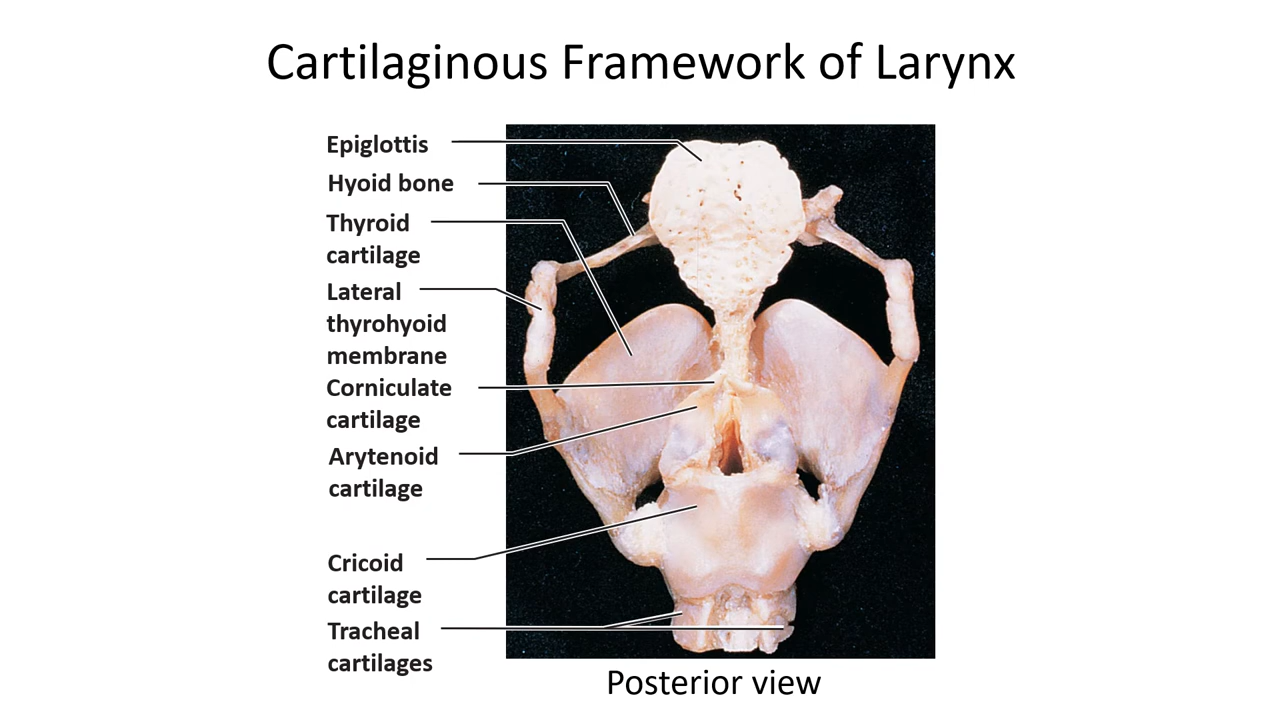 Cartilaginous Framework of Larynx
Epiglottis
Hyoid bone
Thyroid
cartilage
Lateral
thyrohyoid
membrane
Corniculate
cartilage
Arytenoid
cartilage
Cricoid
cartilage
Tracheal
cartilages
Posterior view